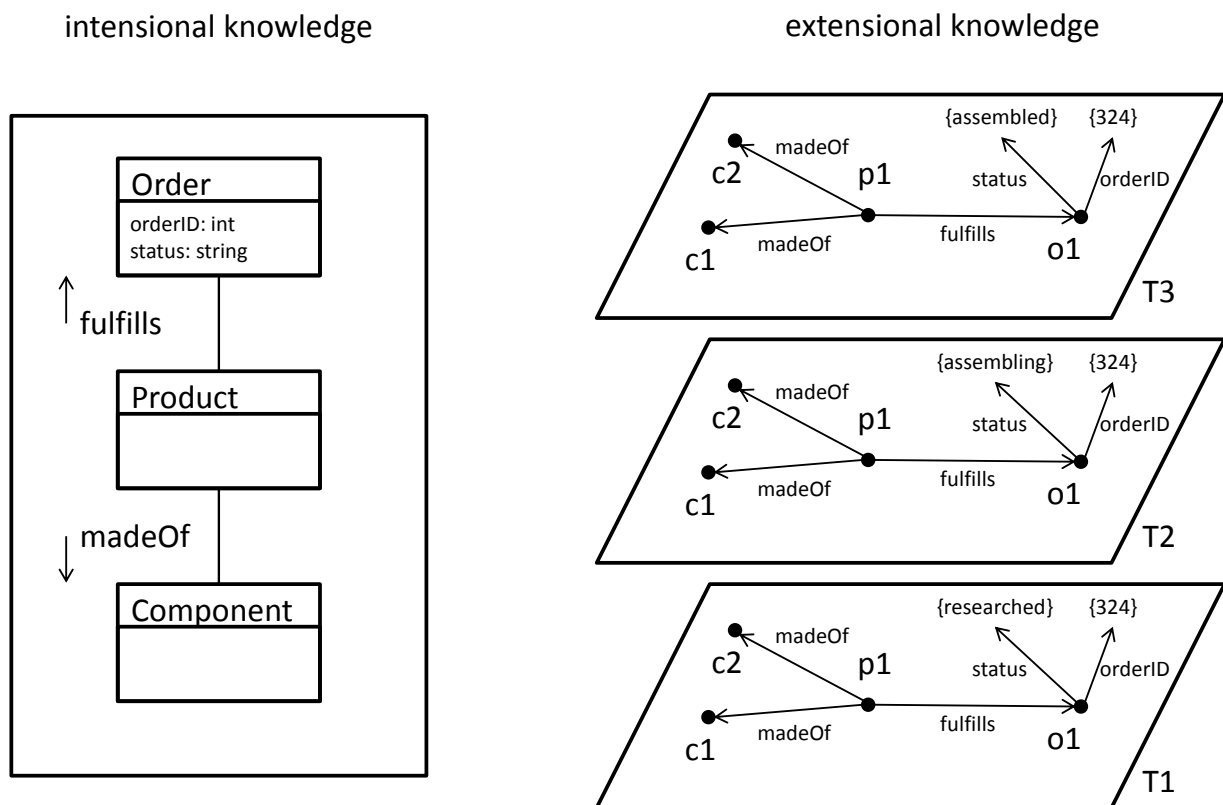 intensional knowledge
extensional knowledge
Order
orderID: int
status: string
fulfills
Product
madeOf
Component
{assembled} {324}
madeOf
c2
p1
status
orderID
c1
madeOf
fulfills
o1
T3
{assembling} {324}
madeOf
c2
p1
status
orderID
c1
madeOf
fulfills
o1
T2
{researched} {324}
madeOf
c2
p1
status
orderID
c1
madeOf
fulfills
o1
T1